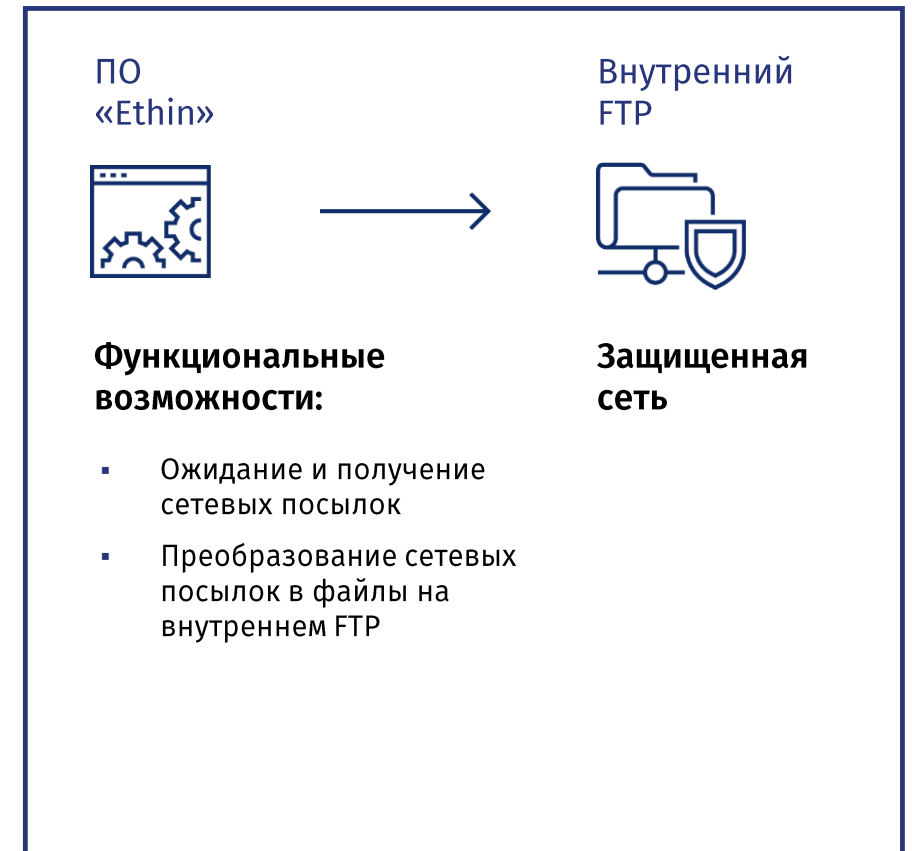 ПО
«Ethin»
Внутренний
FTP
Функциональные
возможности:
▪ Ожидание и получение
сетевых посылок
▪ Преобразование сетевых
посылок в файлы на
внутреннем FTP
Защищенная
сеть